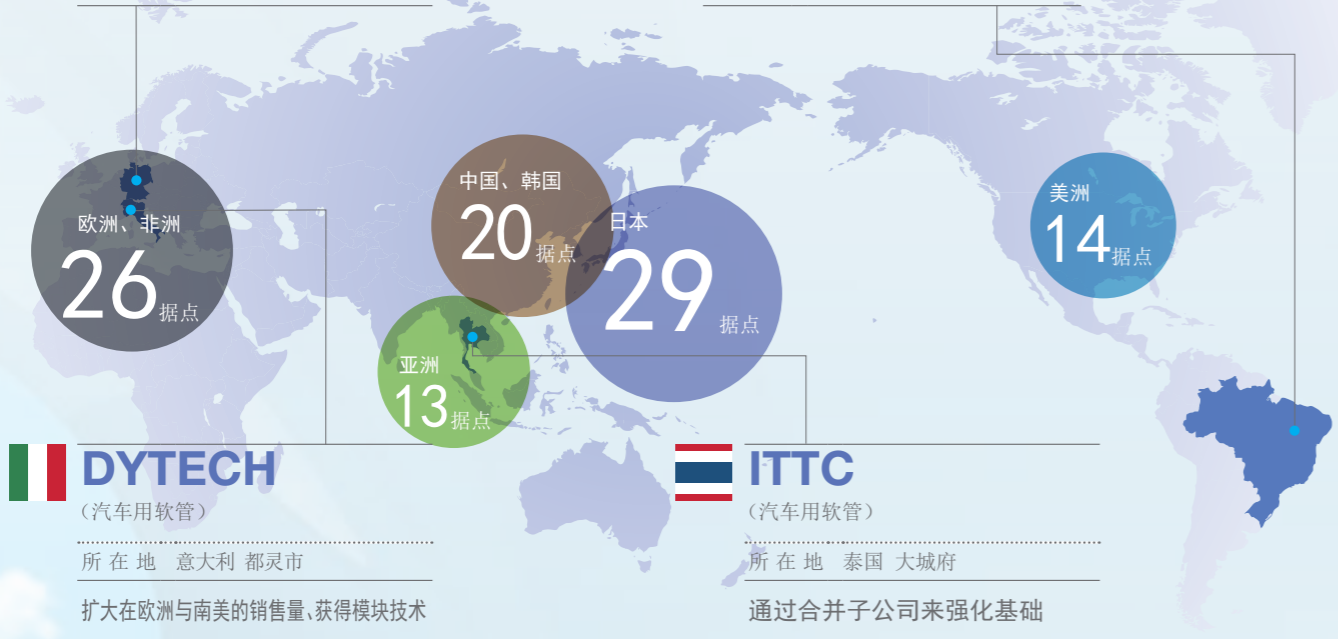 欧洲、非洲
26据点
中国、韩国
20据点
日本
29据点
亚洲
13据点
美洲
14据点
DYTECH
（汽车用软管）
所在地 意大利 都灵市
扩大在欧洲与南美的销售量、获得模块技术
ITTC
（汽车用软管）
所在地 泰国 大城府
通过合并子公司来强化基础